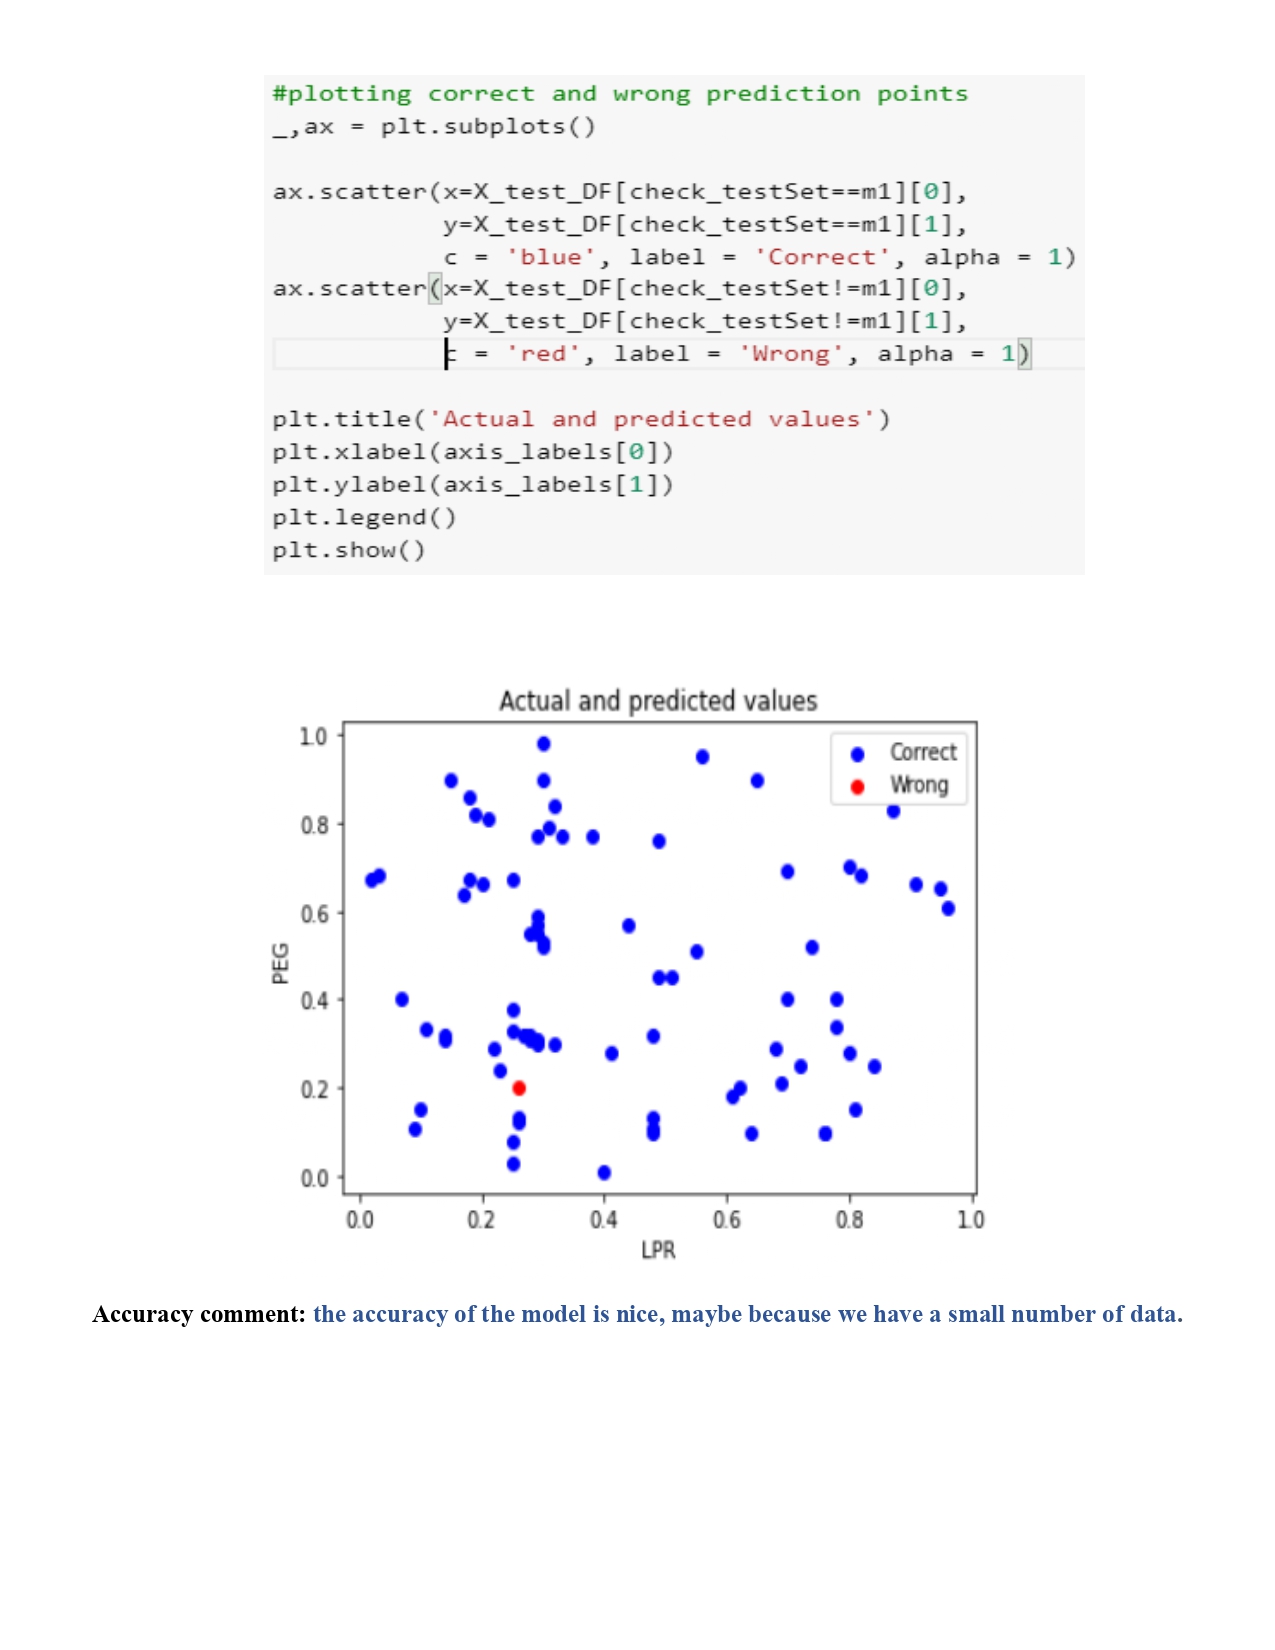 #plotting correct and wrong prediction points
_,ax = plt.subplots()
ax.scatter(x=X_test_DF[check_testSet==m1][0],
y=X_test_DF[check_testSet==m1][1],
c = 'blue', label = 'Correct', alpha = 1)
ax.scatter(x=X_test_DF[check_testSet!=m1][0],
y=X_test_DF[check_testSet!=m1][1],
c = 'red', label = 'Wrong', alpha = 1)
plt.title('Actual and predicted values')
plt.xlabel(axis_labels[0])
plt.ylabel(axis_labels[1])
plt.legend()
plt.show()
Actual and predicted values
Correct
Wrong
1.0
0.8
0.6
0.4
0.2
0.0
PEG
0.0 0.2 0.4 0.6 0.8 1.0
LPR
Accuracy comment: the accuracy of the model is nice, maybe because we have a small number of data.